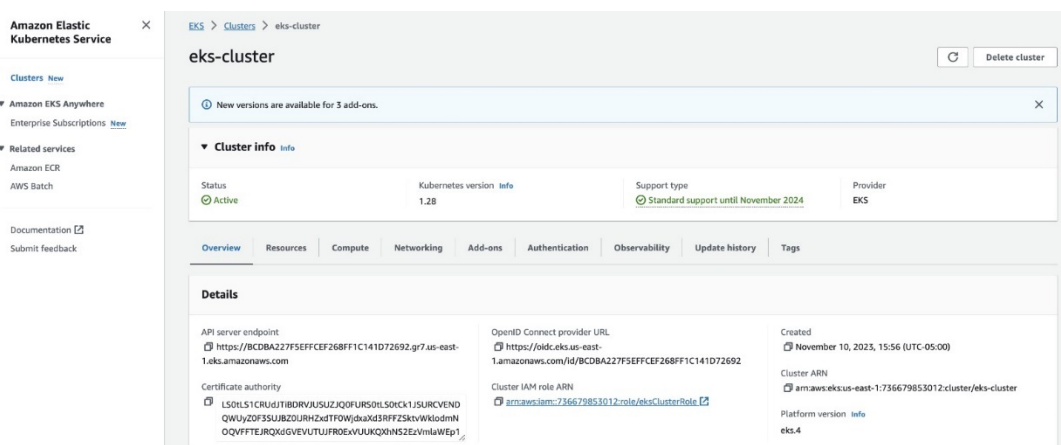 Amazon Elastic
Kubernetes Service
Clusters New
Amazon EKS Anywhere
Enterprise Subscriptions New
Related services
Amazon ECR
AWS Batch
Documentation
Submit feedback
EKS > Clusters > eks-cluster
eks-cluster
Delete cluster
New versions are available for 3 add-ons.
Cluster info Info
Status
Active
Kubernetes version Info
1.28
Support type
Standard support until November 2024
Provider
EKS
Overview Resources Compute Networking Add-ons Authentication Observability Update history Tags
Details
API server endpoint
https://BCDBA227F5EFFCEF268FF1C141D72692.gr7.us-east-
1.eks.amazonaws.com
Certificate authority
OpenID Connect provider URL
https://oidc.eks.us-east-
1.amazonaws.com/id/BCDBA227F5EFFCEF268FF1C141D72692
Cluster IAM role ARN
arn:aws:iam::736679853012:role/eksClusterRole
Created
November 10, 2023, 15:56 (UTC-05:00)
Cluster ARN
arn:aws:eks:us-east-1:736679853012:cluster/eks-cluster
Platform version Info
eks.4